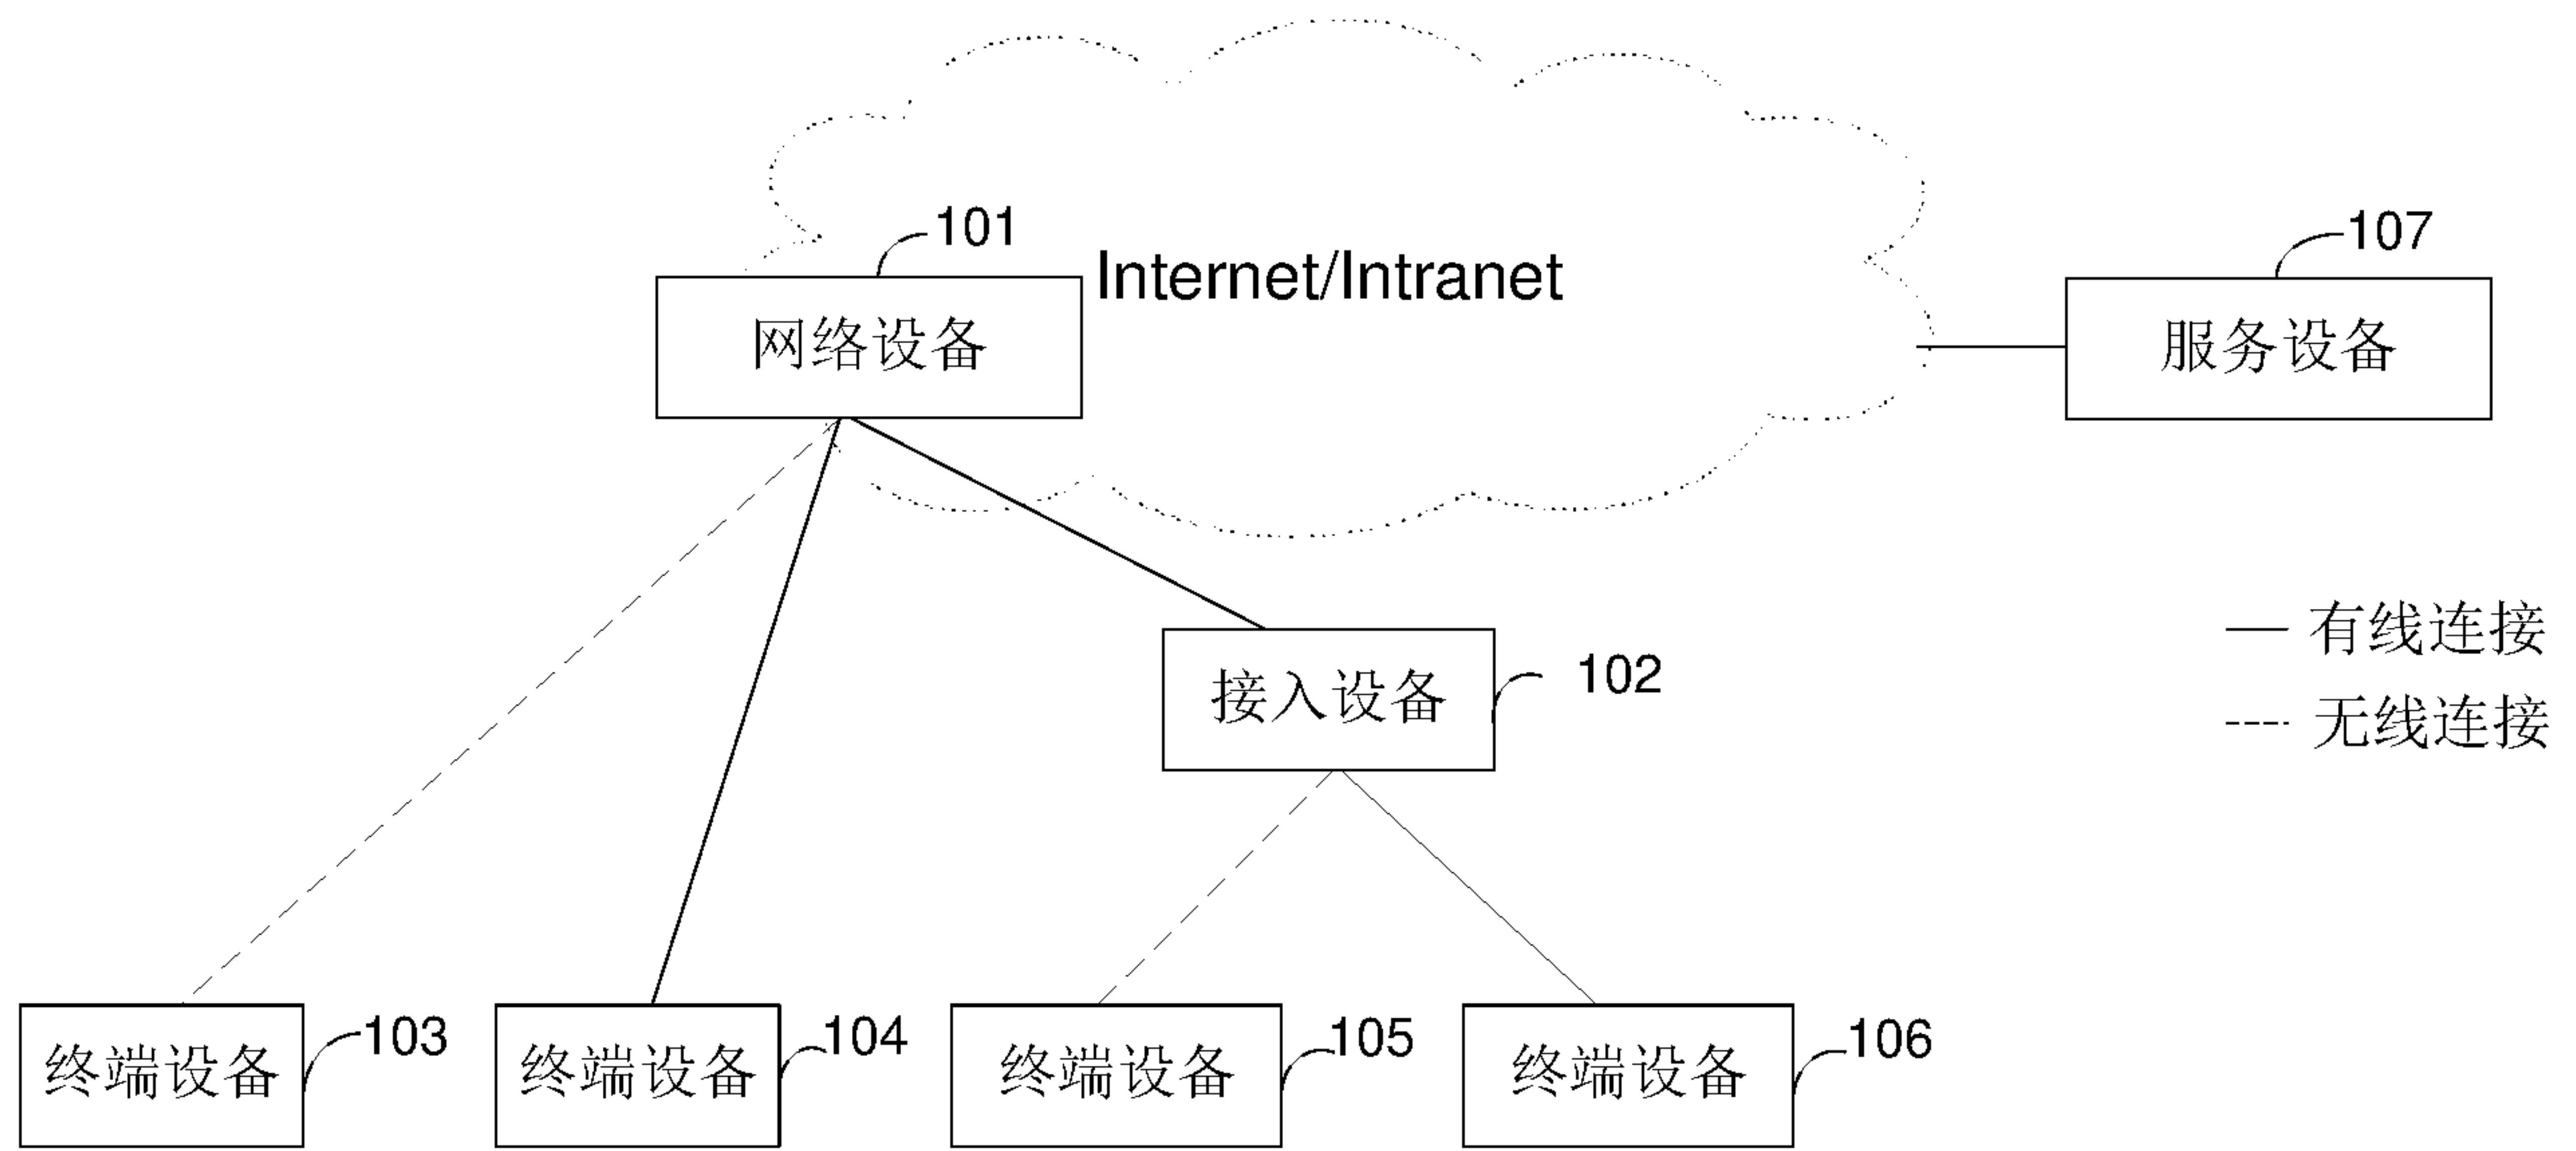 101
107
Internet/Intranet
网络设备
服务设备
有线连接
102
接入设备
无线连接
103
104
105
106
终端设备
终端设备
终端设备
终端设备